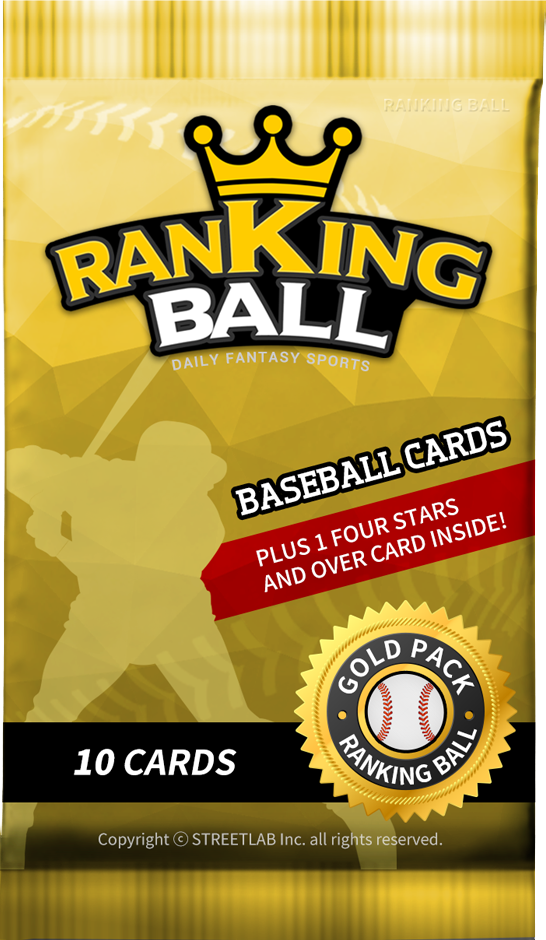 RANKING BALL
RANKING
BALL
DAILY FANTASY SPORTS
BASEBALL CARDS
PLUS 1 FOUR STARS
AND OVER CARD INSIDE!
GOLD PACK
RANKING BALL
10 CARDS
Copyright ⓒ STREETLAB Inc. all rights reserved.